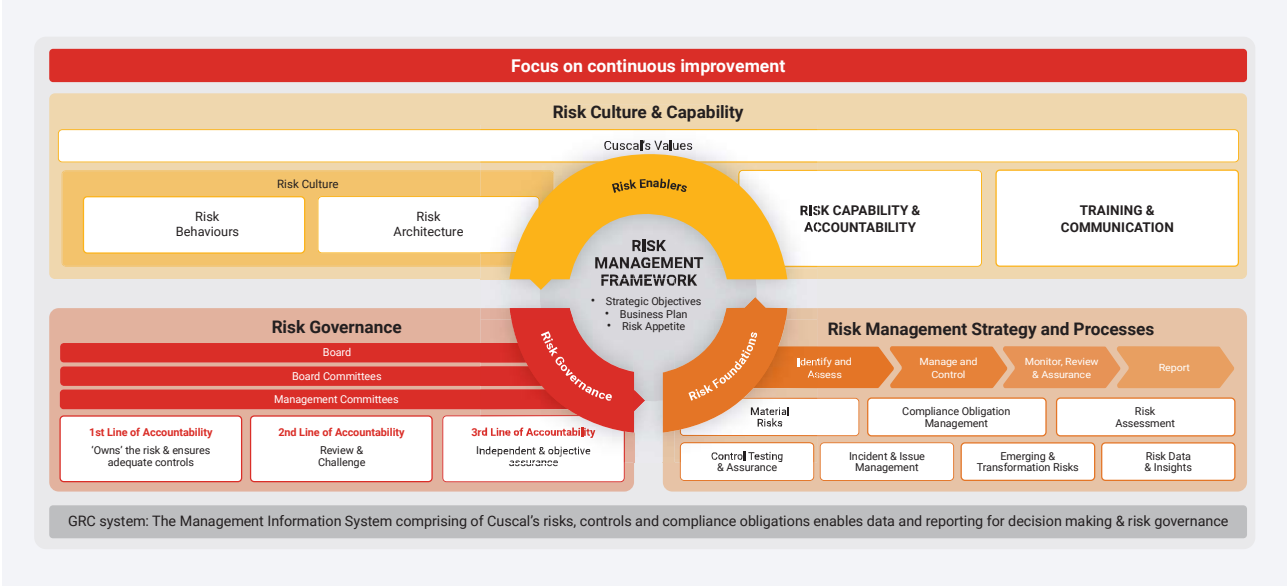 Focus on continuous improvement
Risk Culture & Capability
Cuscal's Values
Risk Culture
Risk
Behaviours
Risk
Architecture
Risk Enablers
RISK CAPABILITY &
ACCOUNTABILITY
TRAINING &
COMMUNICATION
RISK
MANAGEMENT
FRAMEWORK
• Strategic Objectives
• Business Plan
• Risk Appetite
Risk Governance
Risk Foundations
Risk Governance
Board
Board Committees
Management Committees
1st Line of Accountability
'Owns' the risk & ensures
adequate controls
2nd Line of Accountability
Review &
Challenge
3rd Line of Accountability
Independent & objective
assurance
Risk Management Strategy and Processes
Identify and
Assess
Manage and
Control
Monitor, Review
& Assurance
Report
Material
Risks
Compliance Obligation
Management
Risk
Assessment
Control Testing
& Assurance
Incident & Issue
Management
Emerging &
Transformation Risks
Risk Data
& Insights
GRC system: The Management Information System comprising of Cuscal's risks, controls and compliance obligations enables data and reporting for decision making & risk governance